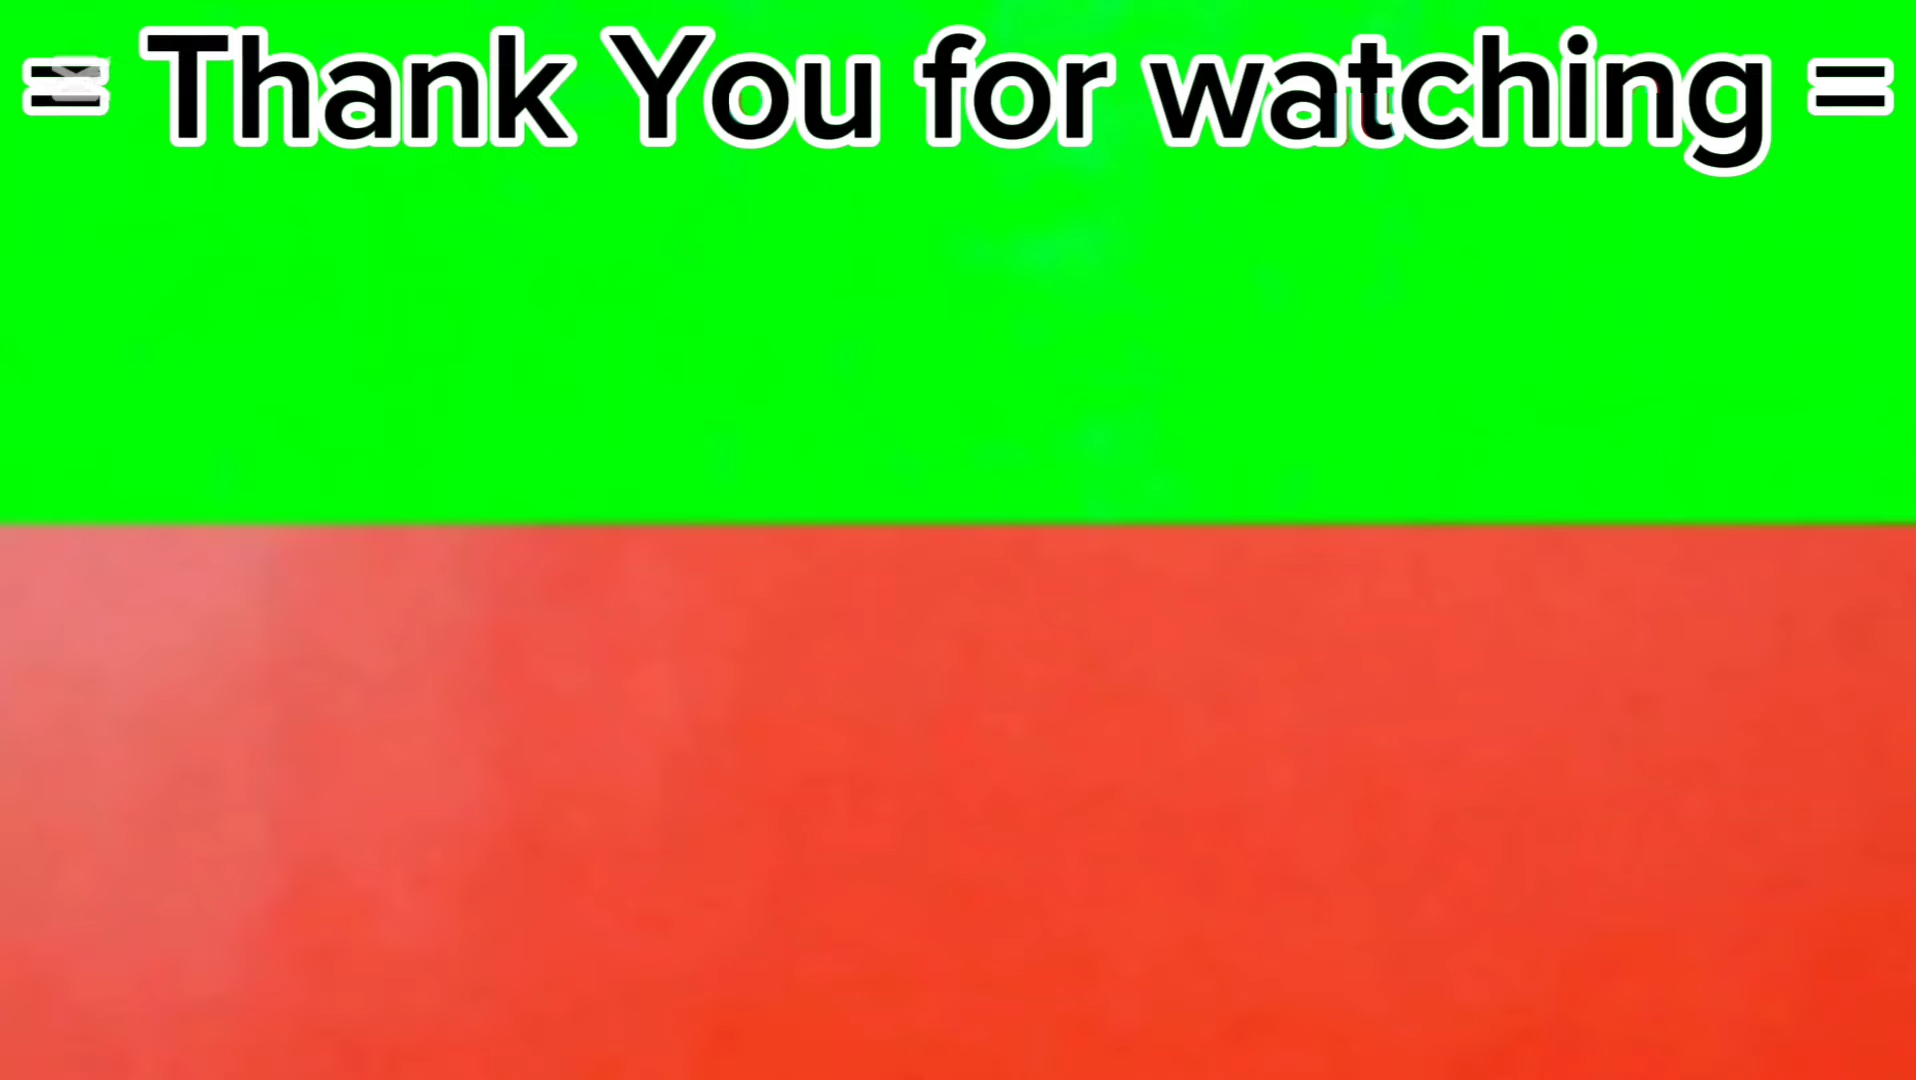 = Thank You for watching =